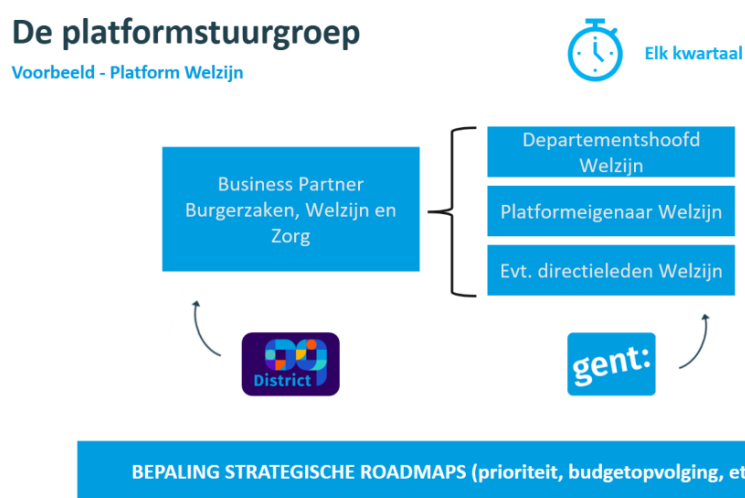 De platformstuurgroep
Voorbeeld - Platform Welzijn
Elk kwartaal
Business Partner
Burgerzaken, Welzijn en
Zorg
Departementshoofd
Welzijn
Platformeigenaar Welzijn
Evt. directieleden Welzijn
District 09
gent:
BEPALING STRATEGISCHE ROADMAPS (prioriteit, budgetopvolging,